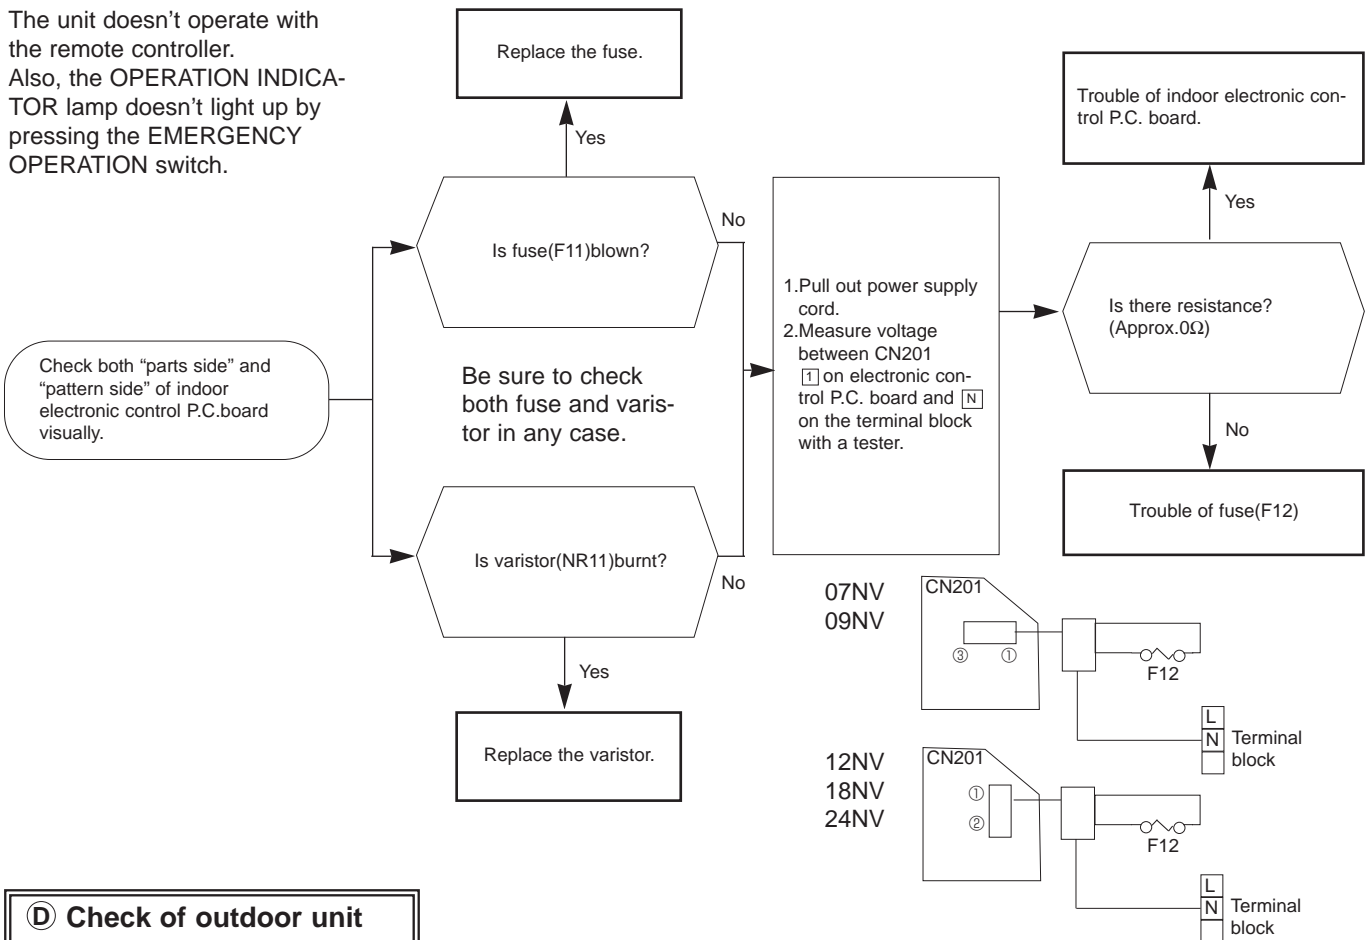 The unit doesn't operate with
the remote controller.
Also, the OPERATION INDICA-
TOR lamp doesn't light up by
pressing the EMERGENCY
OPERATION switch.
Replace the fuse.
Yes
Is fuse(F11)blown?
No
Check both “parts side” and
“pattern side” of indoor
electronic control P.C.board
visually.
Be sure to check
both fuse and varis-
tor in any case.
Is varistor(NR11)burnt?
No
Yes
Replace the varistor.
1.Pull out power supply
cord.
2.Measure voltage
between CN201
1 on electronic con-
trol P.C. board and N
on the terminal block
with a tester.
Trouble of indoor electronic con-
trol P.C. board.
Yes
Is there resistance?
(Approx.0Ω)
No
Trouble of fuse(F12)
07NV
09NV
CN201
③ ①
F12
L
N Terminal
block
12NV
18NV
24NV
CN201
①
②
F12
L
N Terminal
block
Ⓓ Check of outdoor unit